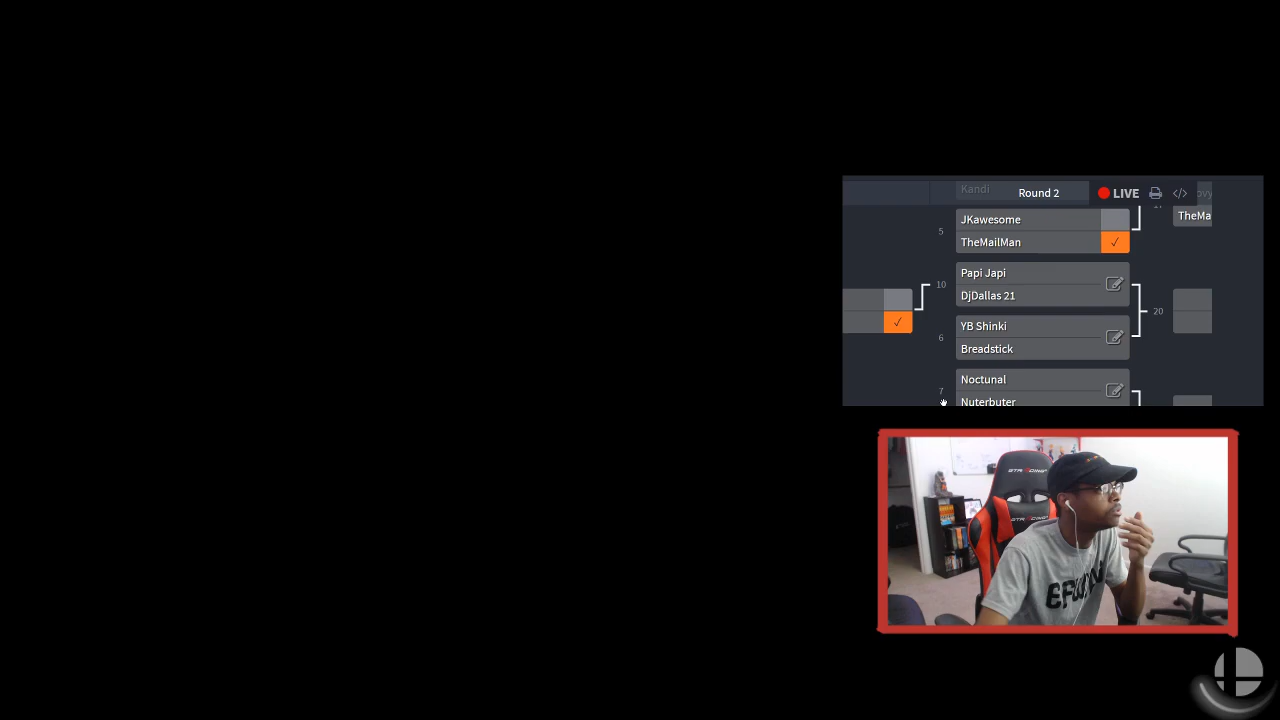 Kandi
Round 2
LIVE
</>
5
JKawesome
TheMailMan
TheMa
10
Papi Japi
DjDallas 21
20
6
YB Shinki
Breadstick
7
Noctunal
Nuterbuter